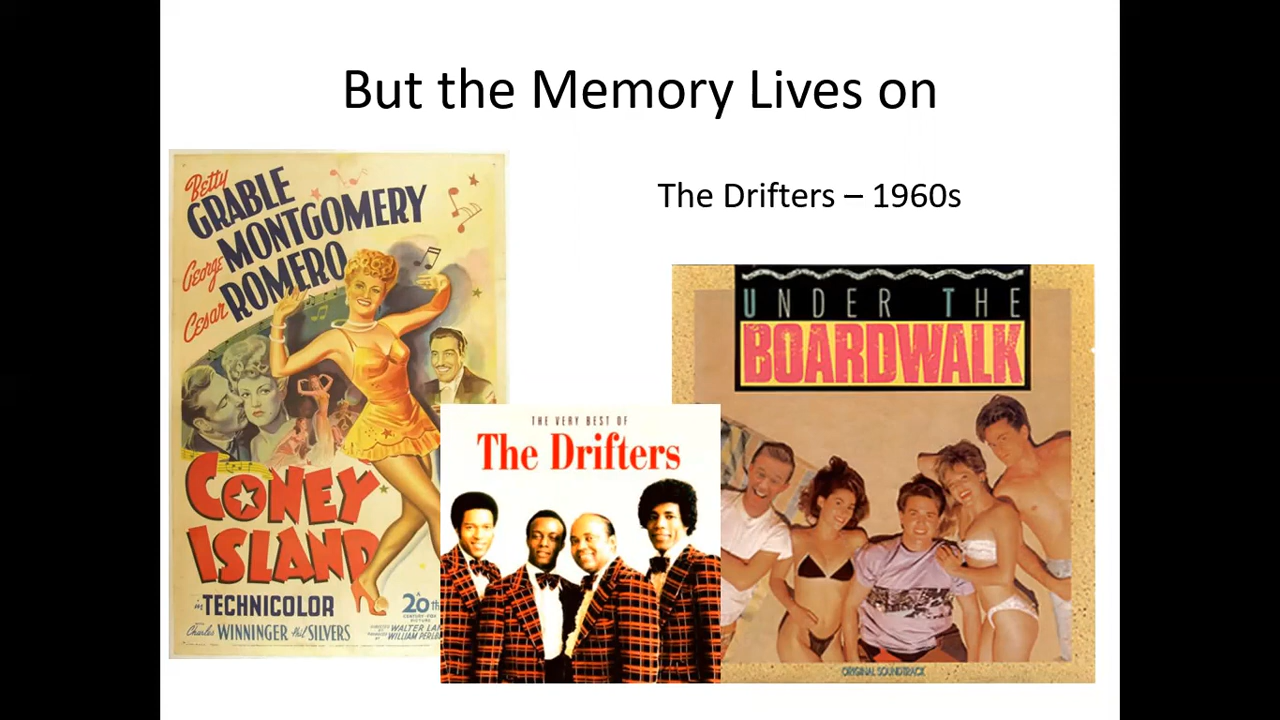 But the Memory Lives on
The Drifters – 1960s
Betty
GRABLE
George
MONTGOMERY
Cesar
ROMERO
CONEY
ISLAND
in TECHNICOLOR
Charles WINNINGER Phil SILVERS
20th
CENTURY-FOX
PICTURE
DIRECTED BY
WALTER
PRODUCED BY
WILLIAM
THE VERY BEST OF
The Drifters
UNDER THE
BOARDWALK
ORIGINAL SOUNDTRACK